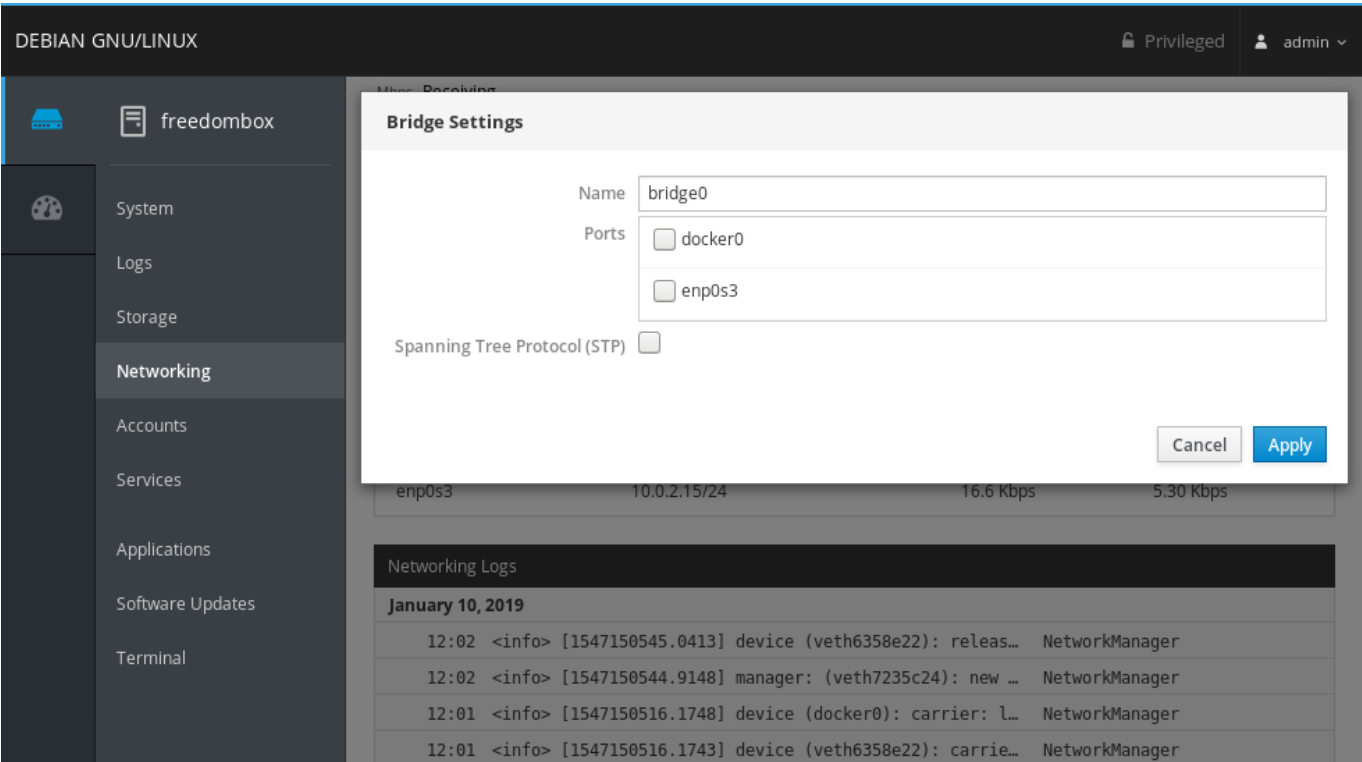 DEBIAN GNU/LINUX
Privileged
admin
freedombox
System
Logs
Storage
Networking
Accounts
Services
Applications
Software Updates
Terminal
Mbps Receiving
Bridge Settings
Name bridge0
Ports docker0
enp0s3
Spanning Tree Protocol (STP)
Cancel Apply
enp0s3 10.0.2.15/24 16.6 Kbps 5.30 Kbps
Networking Logs
January 10, 2019
12:02 <info> [1547150545.0413] device (veth6358e22): releas… NetworkManager
12:02 <info> [1547150544.9148] manager: (veth7235c24): new … NetworkManager
12:01 <info> [1547150516.1748] device (docker0): carrier: l… NetworkManager
12:01 <info> [1547150516.1743] device (veth6358e22): carrie… NetworkManager